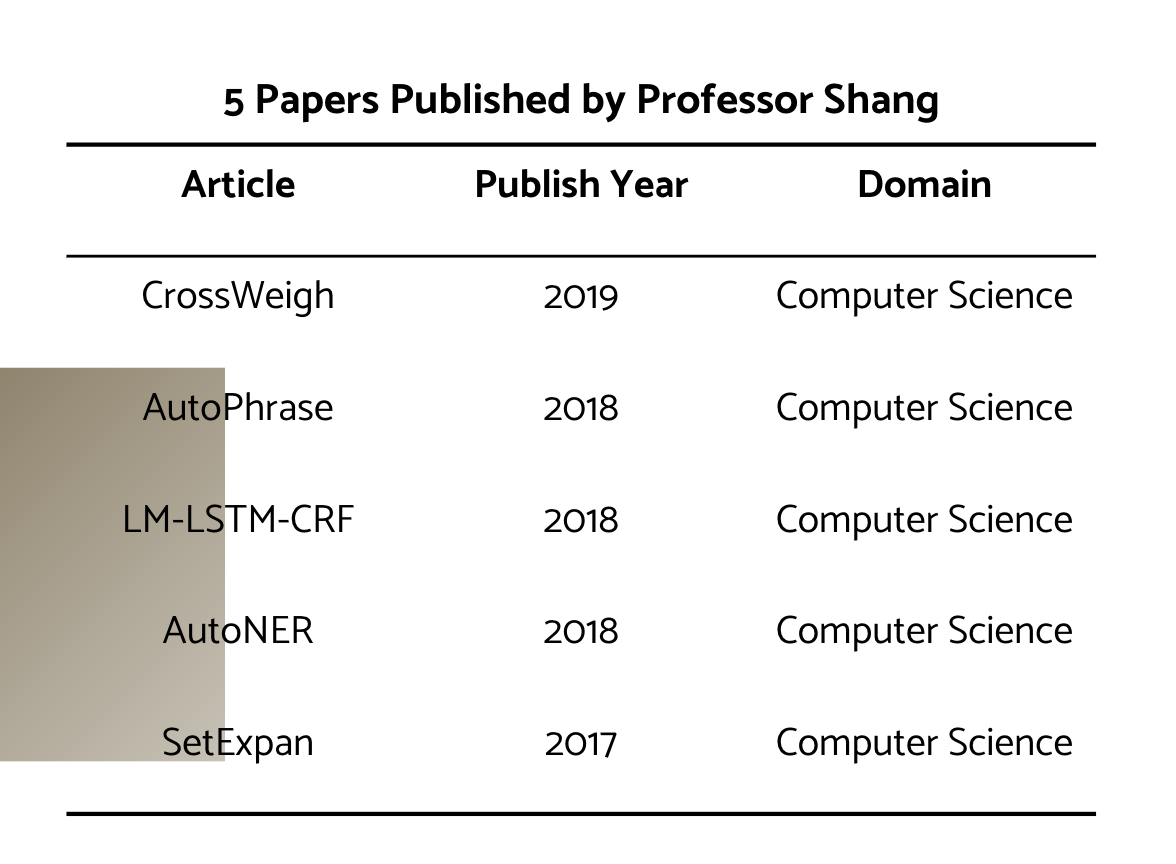 5 Papers Published by Professor Shang
Article Publish Year Domain
CrossWeigh 2019 Computer Science
AutoPhrase 2018 Computer Science
LM-LSTM-CRF 2018 Computer Science
AutoNER 2018 Computer Science
SetExpan 2017 Computer Science